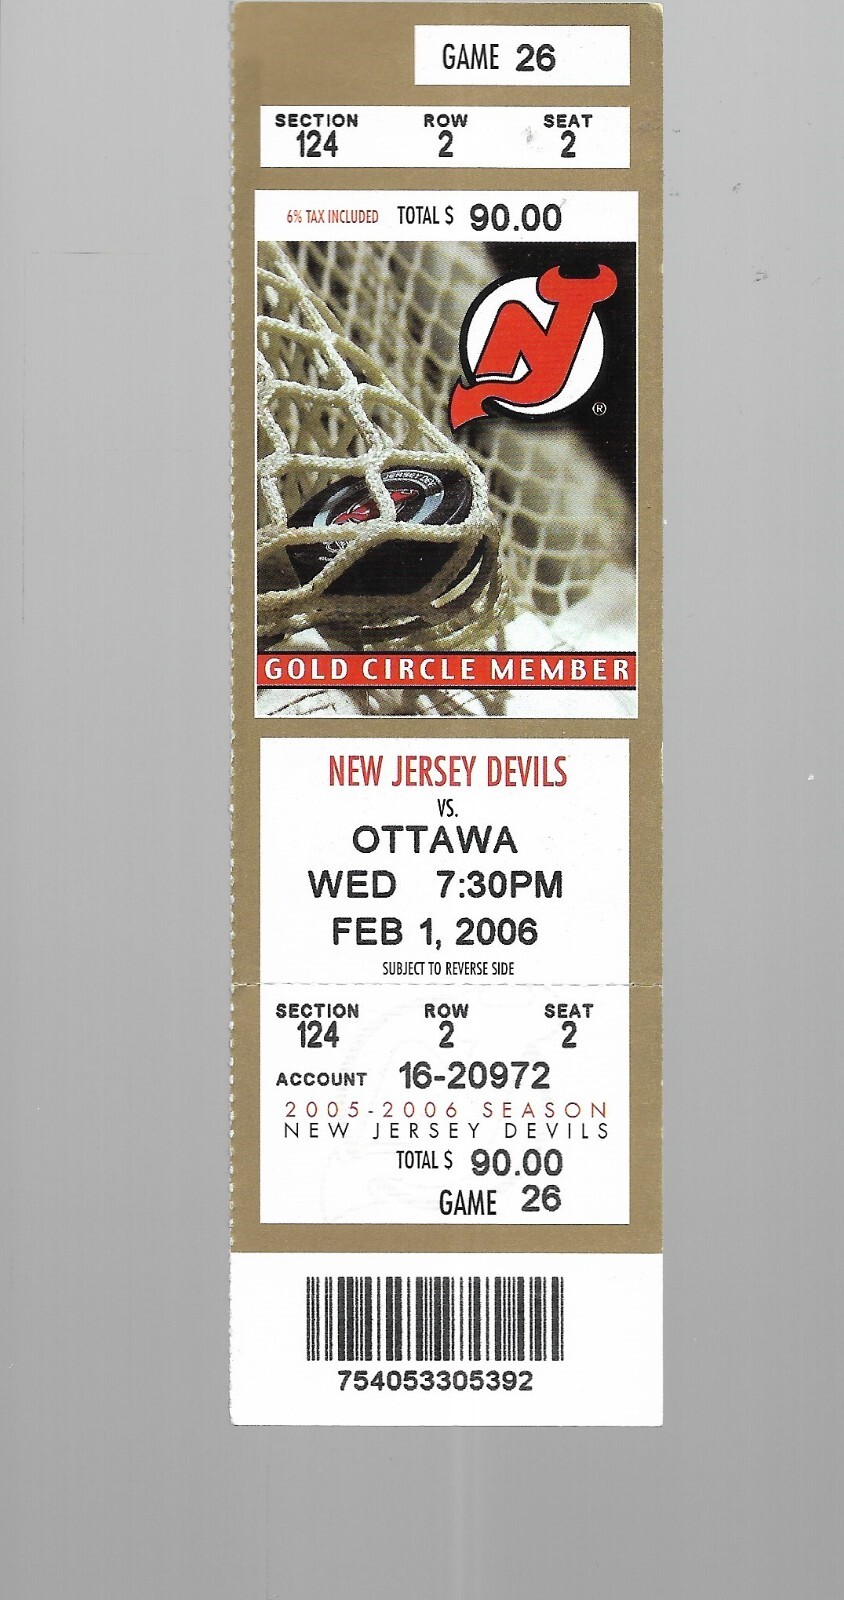 GAME 26
SECTION ROW SEAT
124 2 2
6% TAX INCLUDED TOTAL $ 90.00
®
GOLD CIRCLE MEMBER
NEW JERSEY DEVILS
VS.
OTTAWA
WED 7:30PM
FEB 1, 2006
SUBJECT TO REVERSE SIDE
SECTION ROW SEAT
124 2 2
ACCOUNT 16-20972
2005-2006 SEASON
NEW JERSEY DEVILS
TOTAL $ 90.00
GAME 26
754053305392